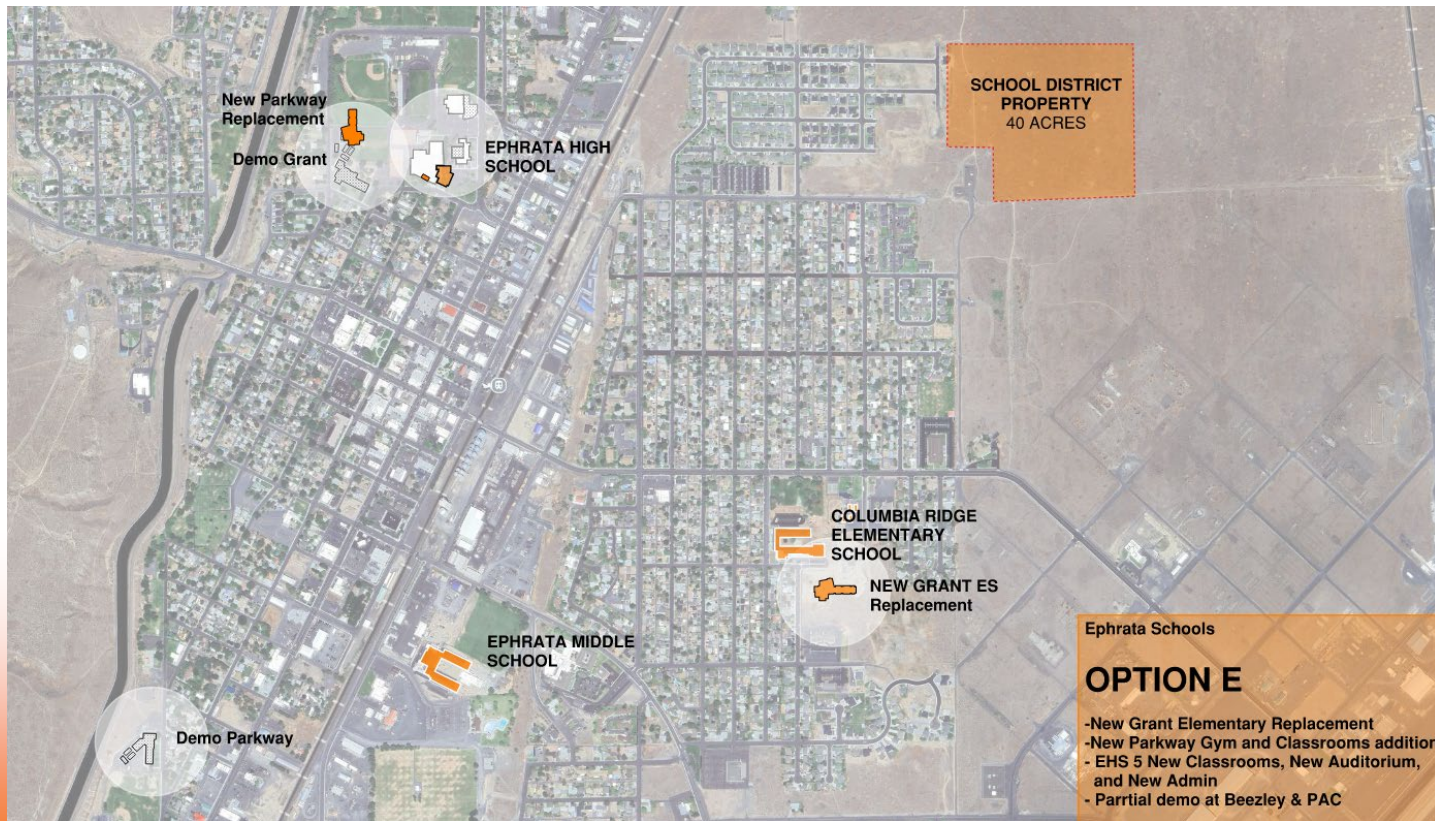 New Parkway
Replacement
Demo Grant
EPHRATA HIGH
SCHOOL
SCHOOL DISTRICT
PROPERTY
40 ACRES
COLUMBIA RIDGE
ELEMENTARY
SCHOOL
NEW GRANT ES
Replacement
EPHRATA MIDDLE
SCHOOL
Demo Parkway
Ephrata Schools
OPTION E
-New Grant Elementary Replacement
-New Parkway Gym and Classrooms addition
- EHS 5 New Classrooms, New Auditorium,
and New Admin
- Parrtial demo at Beezley & PAC